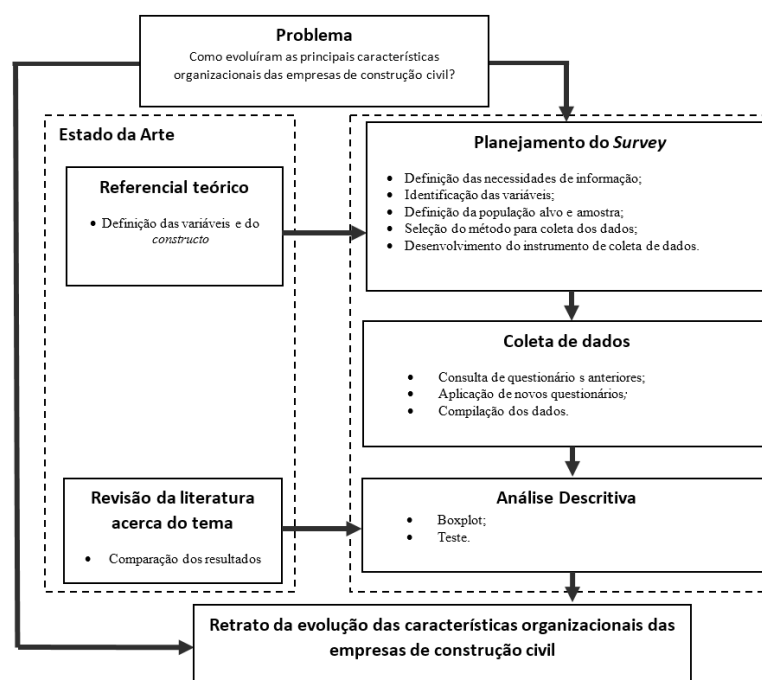 Problema
Como evoluíram as principais características
organizacionais das empresas de construção civil?
Estado da Arte
Referencial teórico
• Definição das variáveis e do
constructo
Planejamento do Survey
• Definição das necessidades de informação;
• Identificação das variáveis;
• Definição da população alvo e amostra;
• Seleção do método para coleta dos dados;
• Desenvolvimento do instrumento de coleta de dados.
Coleta de dados
• Consulta de questionário s anteriores;
• Aplicação de novos questionários;
• Compilação dos dados.
Revisão da literatura
acerca do tema
• Comparação dos resultados
Análise Descritiva
• Boxplot;
• Teste.
Retrato da evolução das características organizacionais das
empresas de construção civil